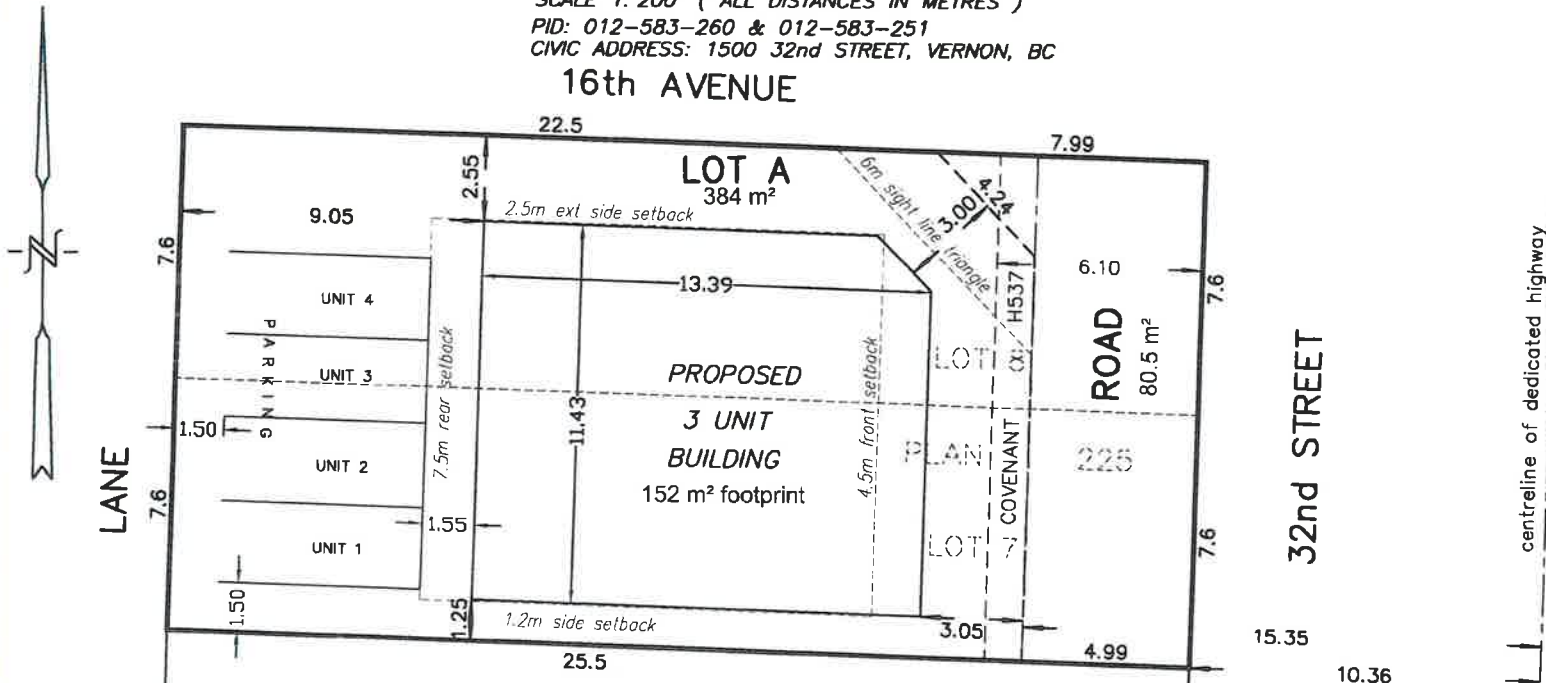 SCALE 1:200 ( ALL DISTANCES IN METRES )
PID: 012-583-260 & 012-583-251
CIVIC ADDRESS: 1500 32nd STREET, VERNON, BC
16th AVENUE
22.5
7.99
LOT A
384 m²
2.55
2.5m ext side setback
9.05
6m sight line triangle
4.24
3.00
7.6
6.10
7.6
H537
13.39
UNIT 4
PARKING
UNIT 3
7.5m rear setback
11.43
PROPOSED
3 UNIT
BUILDING
152 m² footprint
4.5m front setback
LOT 8
ROAD
80.5 m²
32nd STREET
centreline of dedicated highway
1.50
LANE
UNIT 2
PLAN
COVENANT
225
7.6
1.55
UNIT 1
LOT 7
7.6
1.50
1.25
1.2m side setback
3.05
4.99
15.35
25.5
10.36